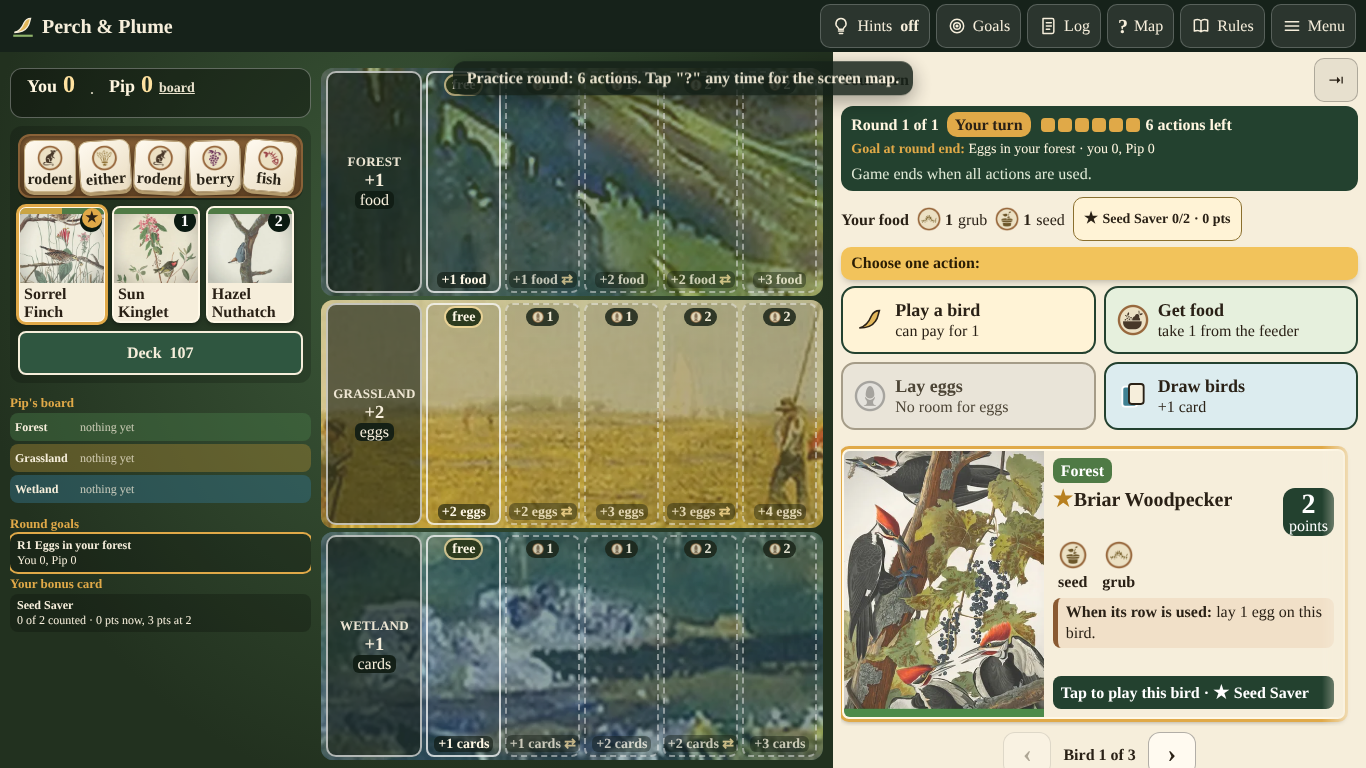 Perch & Plume
Hints off
Goals
Log
? Map
Rules
Menu
Practice round: 6 actions. Tap "?" any time for the screen map.
You 0 . Pip 0 board
rodent
either
rodent
berry
fish
Sorrel Finch
1
Sun Kinglet
2
Hazel Nuthatch
Deck 107
Pip's board
Forest nothing yet
Grassland nothing yet
Wetland nothing yet
Round goals
R1 Eggs in your forest
You 0, Pip 0
Your bonus card
Seed Saver
0 of 2 counted · 0 pts now, 3 pts at 2
FOREST
+1
food
+1 food
+1 food ⇄
+2 food
+2 food ⇄
+3 food
GRASSLAND
+2
eggs
free
1
1
2
2
+2 eggs
+2 eggs ⇄
+3 eggs
+3 eggs ⇄
+4 eggs
WETLAND
+1
cards
free
1
1
2
2
+1 cards
+1 cards ⇄
+2 cards
+2 cards ⇄
+3 cards
Round 1 of 1 Your turn 6 actions left
Goal at round end: Eggs in your forest · you 0, Pip 0
Game ends when all actions are used.
Your food 1 grub 1 seed ★ Seed Saver 0/2 · 0 pts
Choose one action:
Play a bird
can pay for 1
Get food
take 1 from the feeder
Lay eggs
No room for eggs
Draw birds
+1 card
Forest
★Briar Woodpecker
2
points
seed grub
When its row is used: lay 1 egg on this
bird.
Tap to play this bird · ★ Seed Saver
‹ Bird 1 of 3 ›